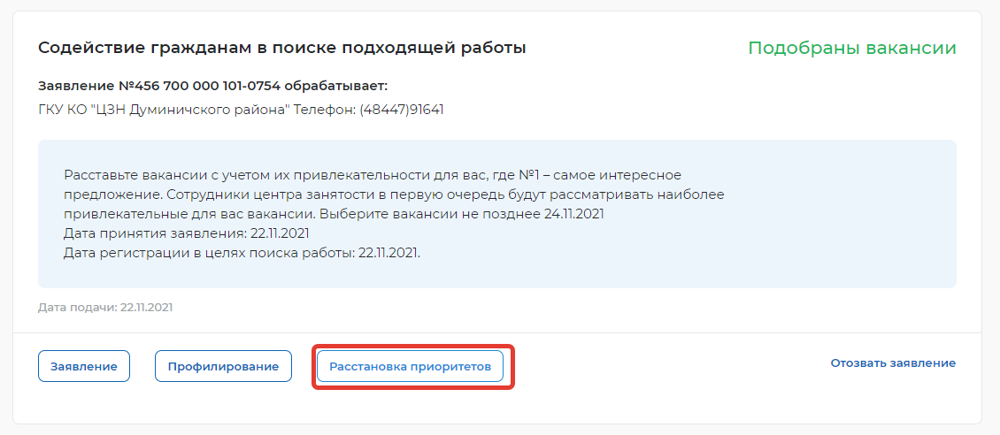 Содействие гражданам в поиске подходящей работы
Подобраны вакансии
Заявление №456 700 000 101-0754 обрабатывает:
ГКУ КО "ЦЗН Думиничского района" Телефон: (48447)91641
Расставьте вакансии с учетом их привлекательности для вас, где №1 – самое интересное
предложение. Сотрудники центра занятости в первую очередь будут рассматривать наиболее
привлекательные для вас вакансии. Выберите вакансии не позднее 24.11.2021
Дата принятия заявления: 22.11.2021
Дата регистрации в целях поиска работы: 22.11.2021.
Дата подачи: 22.11.2021
Заявление
Профилирование
Расстановка приоритетов
Отозвать заявление